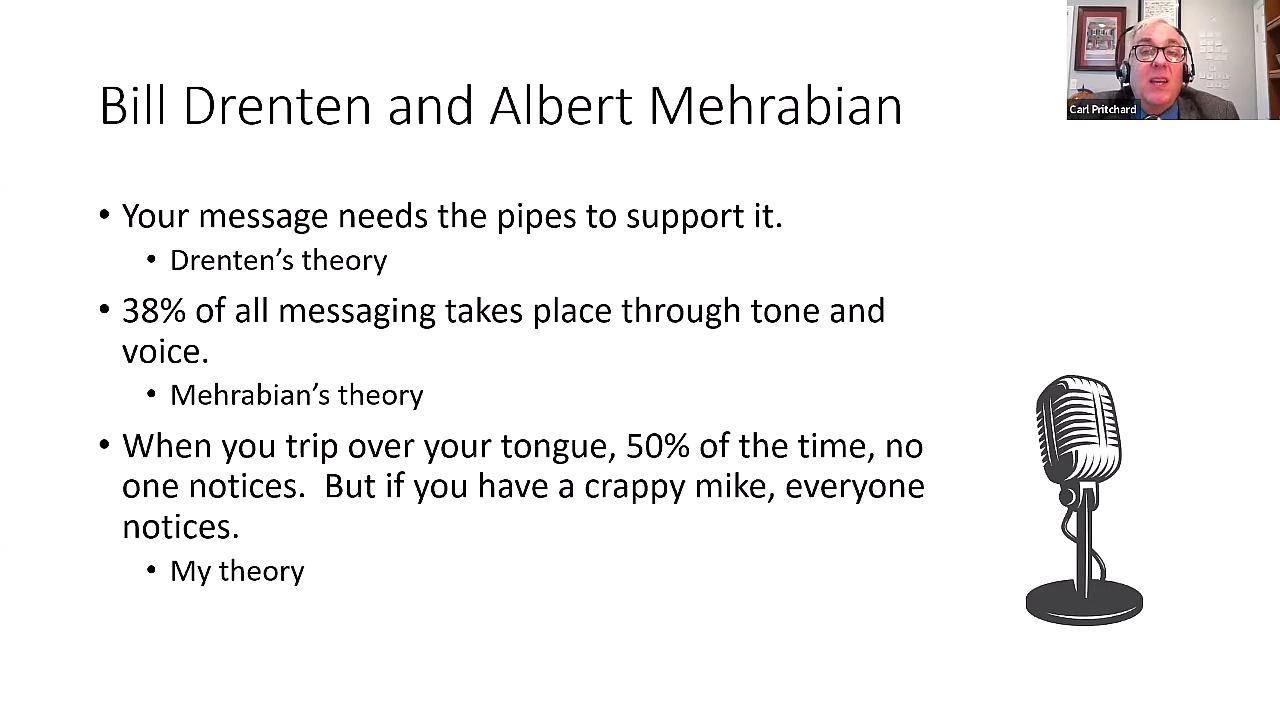 Bill Drenten and Albert Mehrabian
Carl Pritchard
• Your message needs the pipes to support it.
• Drenten’s theory
• 38% of all messaging takes place through tone and
voice.
• Mehrabian’s theory
• When you trip over your tongue, 50% of the time, no
one notices.  But if you have a crappy mike, everyone
notices.
• My theory